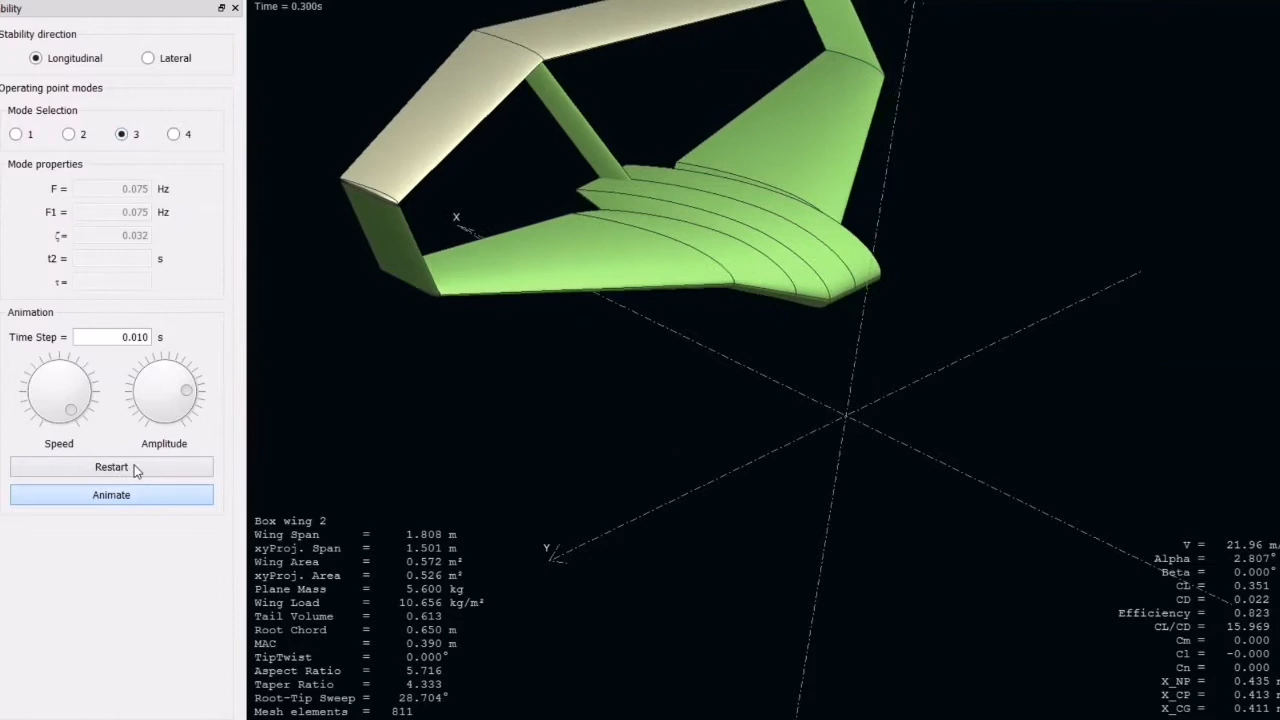 bility
Stability direction
Longitudinal
Lateral
Operating point modes
Mode Selection
1
2
3
4
Mode properties
F = 0.075 Hz
F1 = 0.075 Hz
ζ = 0.032
t2 = s
τ =
Animation
Time Step = 0.010 s
Speed
Amplitude
Restart
Animate
Time = 0.300s
X
Y
Box wing 2
Wing Span = 1.808 m
xyProj. Span = 1.501 m
Wing Area = 0.572 m²
xyProj. Area = 0.526 m²
Plane Mass = 5.600 kg
Wing Load = 10.656 kg/m²
Tail Volume = 0.613
Root Chord = 0.650 m
MAC = 0.390 m
TipTwist = 0.000°
Aspect Ratio = 5.716
Taper Ratio = 4.333
Root-Tip Sweep = 28.704°
Mesh elements = 811
V = 21.96 m/
Alpha = 2.807°
Beta = 0.000°
CL = 0.351
CD = 0.022
Efficiency = 0.823
CL/CD = 15.969
Cm = 0.000
Cl = -0.000
Cn = 0.000
X_NP = 0.435 m
X_CP = 0.413 m
X_CG = 0.411 m